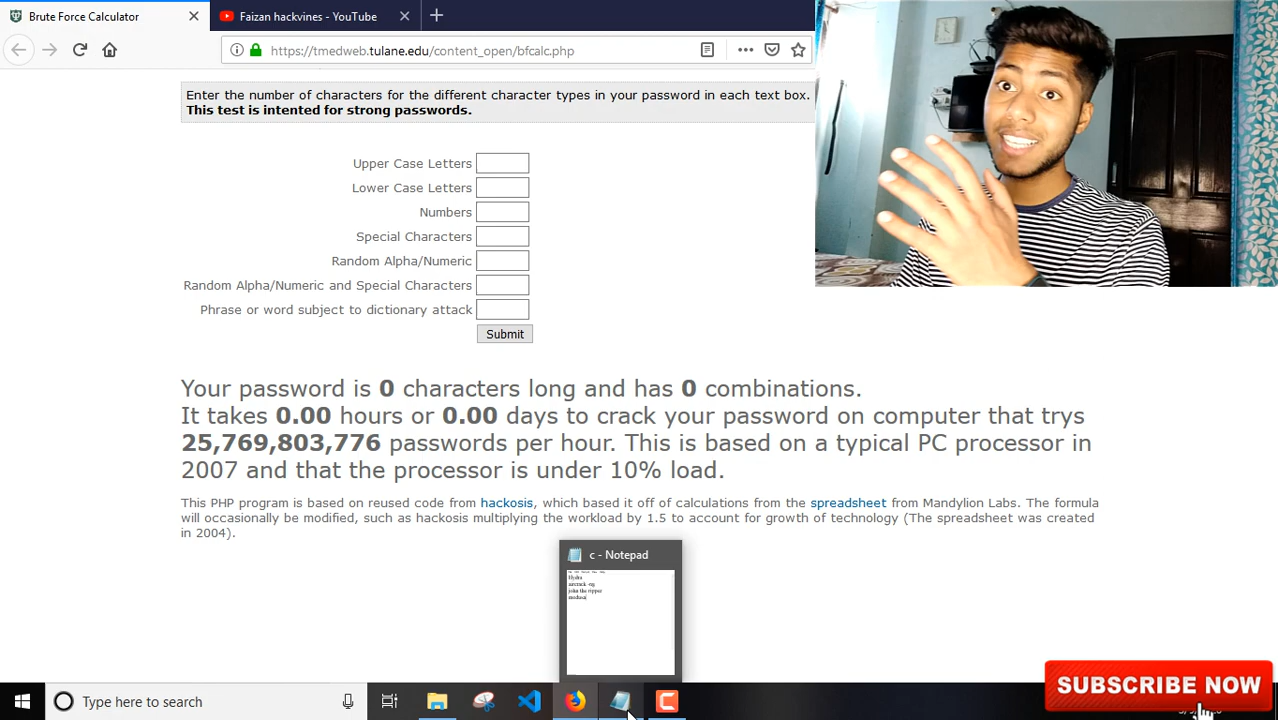 Brute Force Calculator
Faizan hackvines - YouTube
https://tmedweb.tulane.edu/content_open/bfcalc.php
Enter the number of characters for the different character types in your password in each text box.
This test is intented for strong passwords.
Upper Case Letters
Lower Case Letters
Numbers
Special Characters
Random Alpha/Numeric
Random Alpha/Numeric and Special Characters
Phrase or word subject to dictionary attack
Submit
Your password is 0 characters long and has 0 combinations.
It takes 0.00 hours or 0.00 days to crack your password on computer that trys
25,769,803,776 passwords per hour. This is based on a typical PC processor in
2007 and that the processor is under 10% load.
This PHP program is based on reused code from hackosis, which based it off of calculations from the spreadsheet from Mandylion Labs. The formula
will occasionally be modified, such as hackosis multiplying the workload by 1.5 to account for growth of technology (The spreadsheet was created
in 2004).
c - Notepad
Hydra
aircrack -ng
john the ripper
medusa
Type here to search
SUBSCRIBE NOW